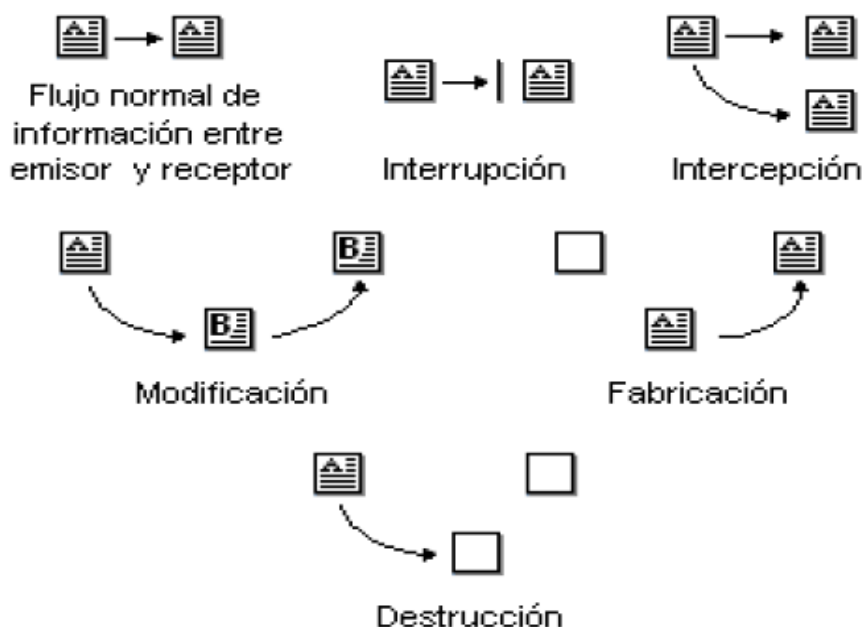 Flujo normal de
información entre
emisor y receptor
Interrupción
Intercepción
Modificación
Fabricación
Destrucción